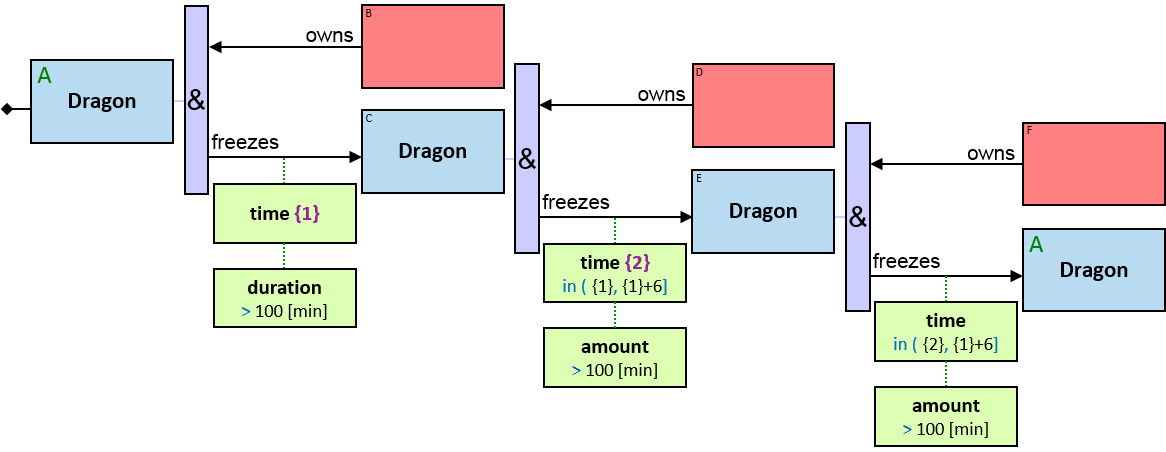 A
Dragon
&
owns
B
freezes
C
Dragon
time {1}
duration
> 100 [min]
&
owns
D
freezes
E
Dragon
time {2}
in ( {1}, {1}+6]
amount
> 100 [min]
&
owns
F
freezes
A
Dragon
time
in ( {2}, {1}+6]
amount
> 100 [min]